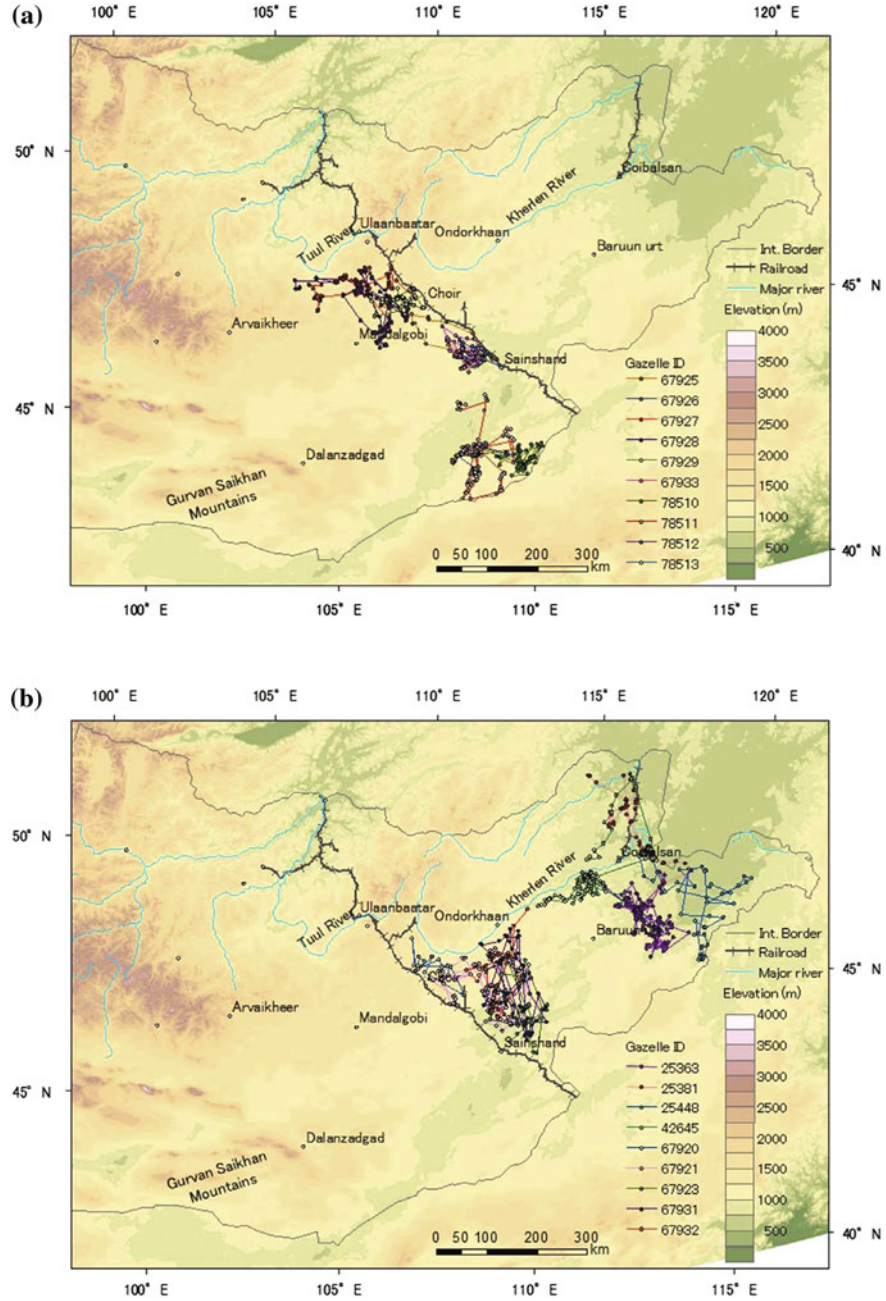 (a)
100° E 105° E 110° E 115° E 120° E
50° N
45° N
45° N
40° N
Coibalsan
Kherlen River
Ulaanbaatar
Ondorkhaan
Tuul River
Baruun urt
Choir
Arvaikheer
Mandalgobi
Sainshand
Dalanzadgad
Gurvan Saikhan
Mountains
Int. Border
Railroad
Major river
Elevation (m)
4000
3500
3000
2500
2000
1500
1000
500
Gazelle ID
67925
67926
67927
67928
67929
67933
78510
78511
78512
78513
0 50 100 200 300
km
100° E 105° E 110° E 115° E
(b)
100° E 105° E 110° E 115° E 120° E
50° N
45° N
45° N
40° N
Coibalsan
Kherlen River
Ulaanbaatar
Ondorkhaan
Tuul River
Baruun
Choir
Arvaikheer
Mandalgobi
Sainshand
Dalanzadgad
Gurvan Saikhan
Mountains
Int. Border
Railroad
Major river
Elevation (m)
4000
3500
3000
2500
2000
1500
1000
500
Gazelle ID
25363
25381
25448
42645
67920
67921
67923
67931
67932
0 50 100 200 300
km
100° E 105° E 110° E 115° E